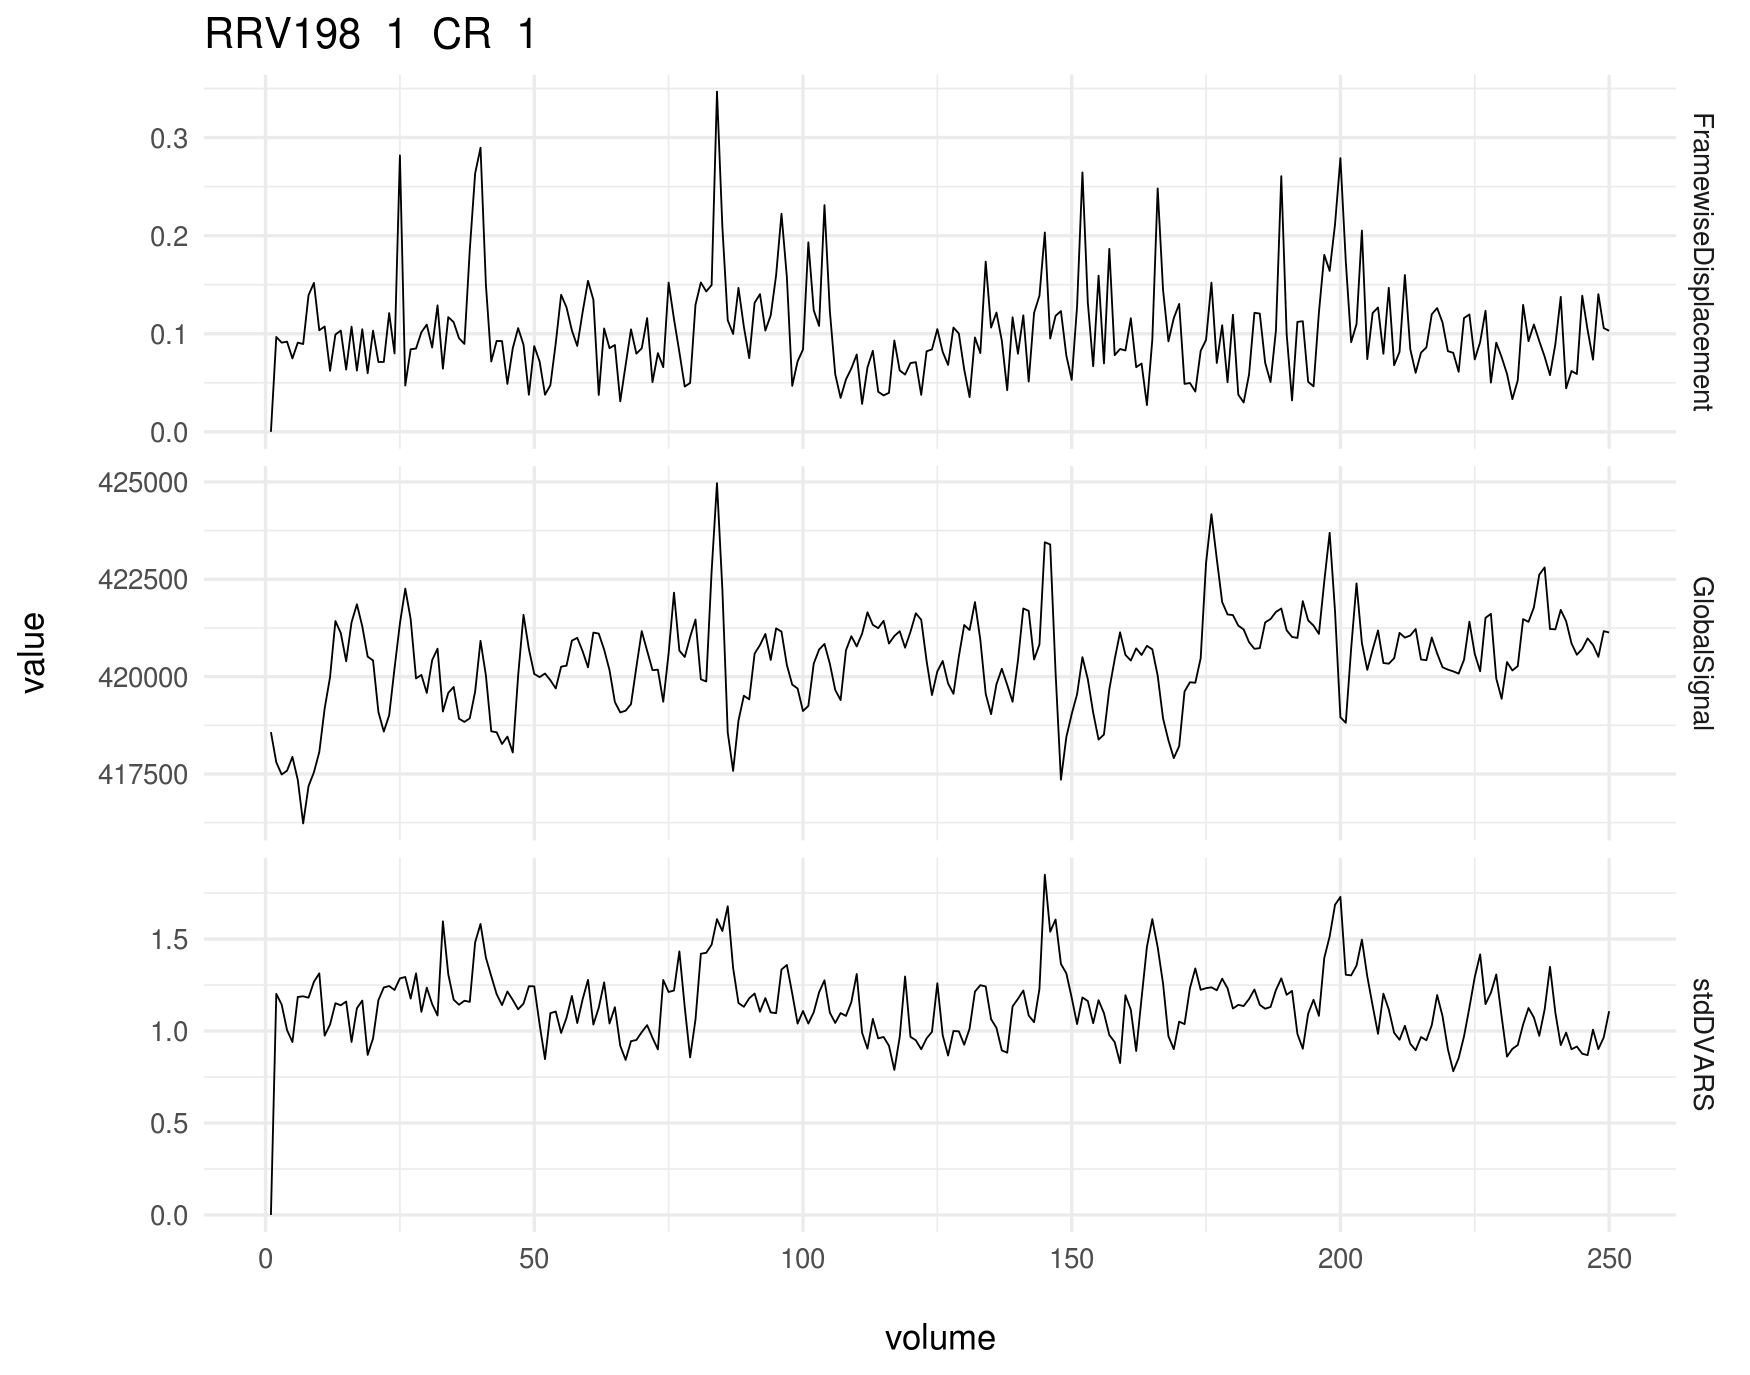 RRV198 1 CR 1
0.3
0.2
0.1
0.0
FramewiseDisplacement
425000
422500
420000
417500
GlobalSignal
value
1.5
1.0
0.5
0.0
stdDVARS
0 50 100 150 200 250
volume